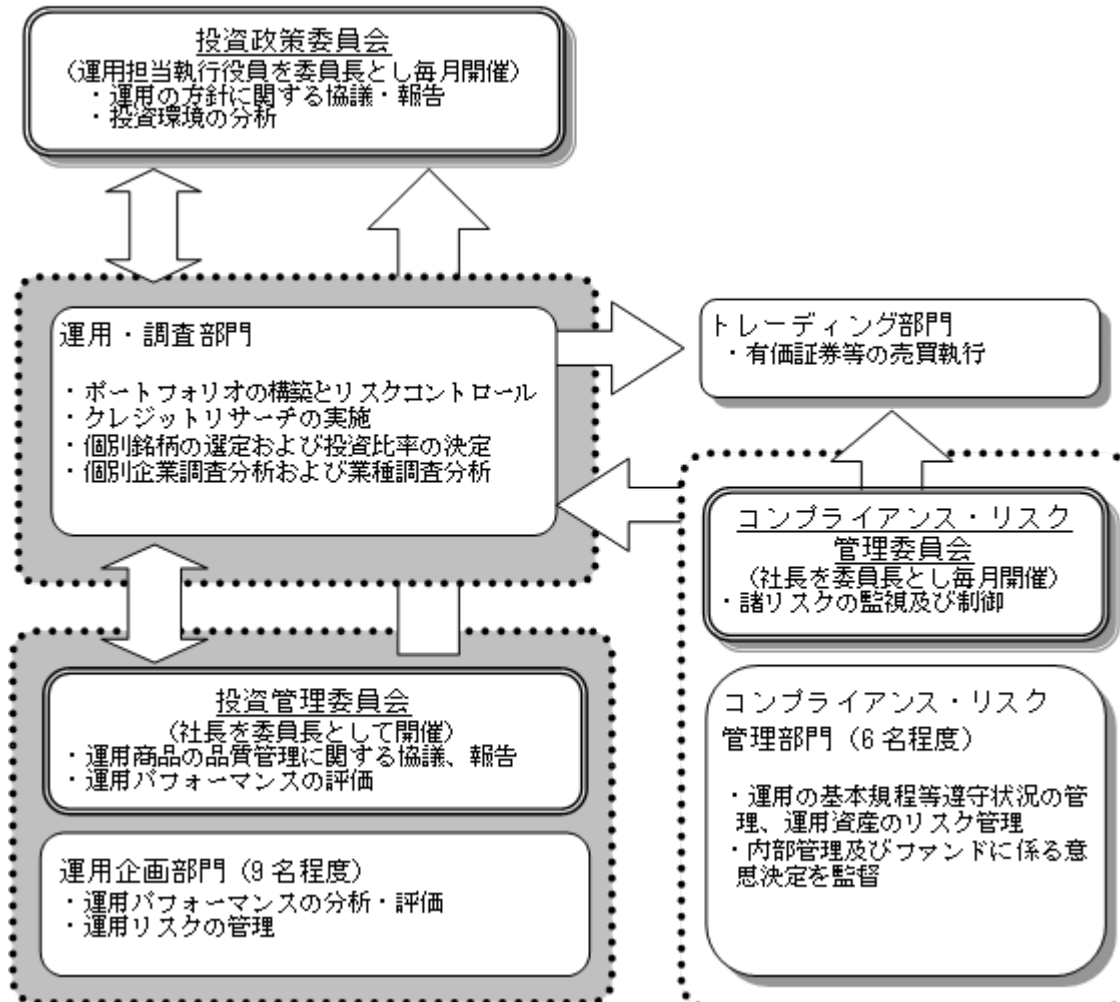 投資政策委員会
（運用担当執行役員を委員長とし毎月開催）
・運用の方針に関する協議・報告
・投資環境の分析
運用・調査部門
・ポートフォリオの構築とリスクコントロール
・クレジットリサーチの実施
・個別銘柄の選定および投資比率の決定
・個別企業調査分析および業種調査分析
トレーディング部門
・有価証券等の売買執行
コンプライアンス・リスク
管理委員会
（社長を委員長とし毎月開催）
・諸リスクの監視及び制御
投資管理委員会
（社長を委員長として開催）
・運用商品の品質管理に関する協議、報告
・運用パフォーマンスの評価
運用企画部門（9名程度）
・運用パフォーマンスの分析・評価
・運用リスクの管理
コンプライアンス・リスク
管理部門（6名程度）
・運用の基本規程等遵守状況の管
理、運用資産のリスク管理
・内部管理及びファンドに係る意
思決定を監督